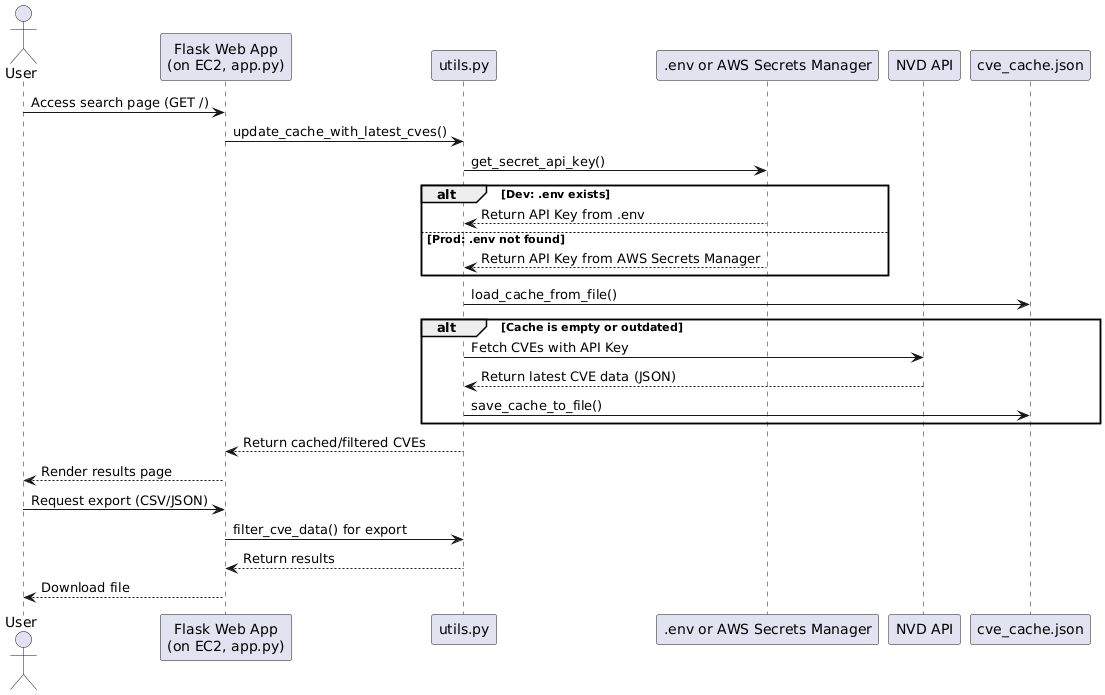 User
Flask Web App
(on EC2, app.py)
utils.py
.env or AWS Secrets Manager
NVD API
cve_cache.json
Access search page (GET /)
update_cache_with_latest_cves()
get_secret_api_key()
alt
[Dev: .env exists]
Return API Key from .env
[Prod: .env not found]
Return API Key from AWS Secrets Manager
load_cache_from_file()
alt
[Cache is empty or outdated]
Fetch CVEs with API Key
Return latest CVE data (JSON)
save_cache_to_file()
Return cached/filtered CVEs
Render results page
Request export (CSV/JSON)
filter_cve_data() for export
Return results
Download file
User
Flask Web App
(on EC2, app.py)
utils.py
.env or AWS Secrets Manager
NVD API
cve_cache.json